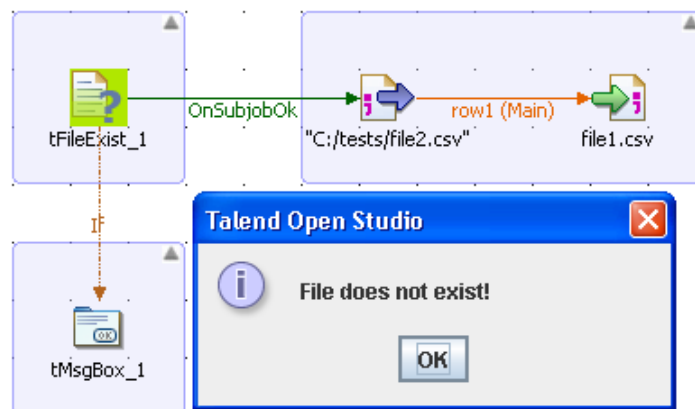 OnSubjobOk
row1 (Main)
tFileExist_1
"C:/tests/file2.csv"
file1.csv
If
Talend Open Studio
File does not exist!
OK
OK
tMsgBox_1